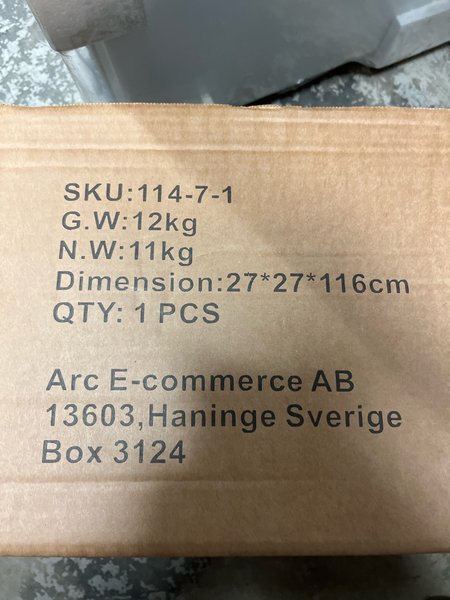 SKU:114-7-1
G.W:12kg
N.W:11kg
Dimension:27*27*116cm
QTY: 1 PCS
Arc E-commerce AB
13603,Haninge Sverige
Box 3124